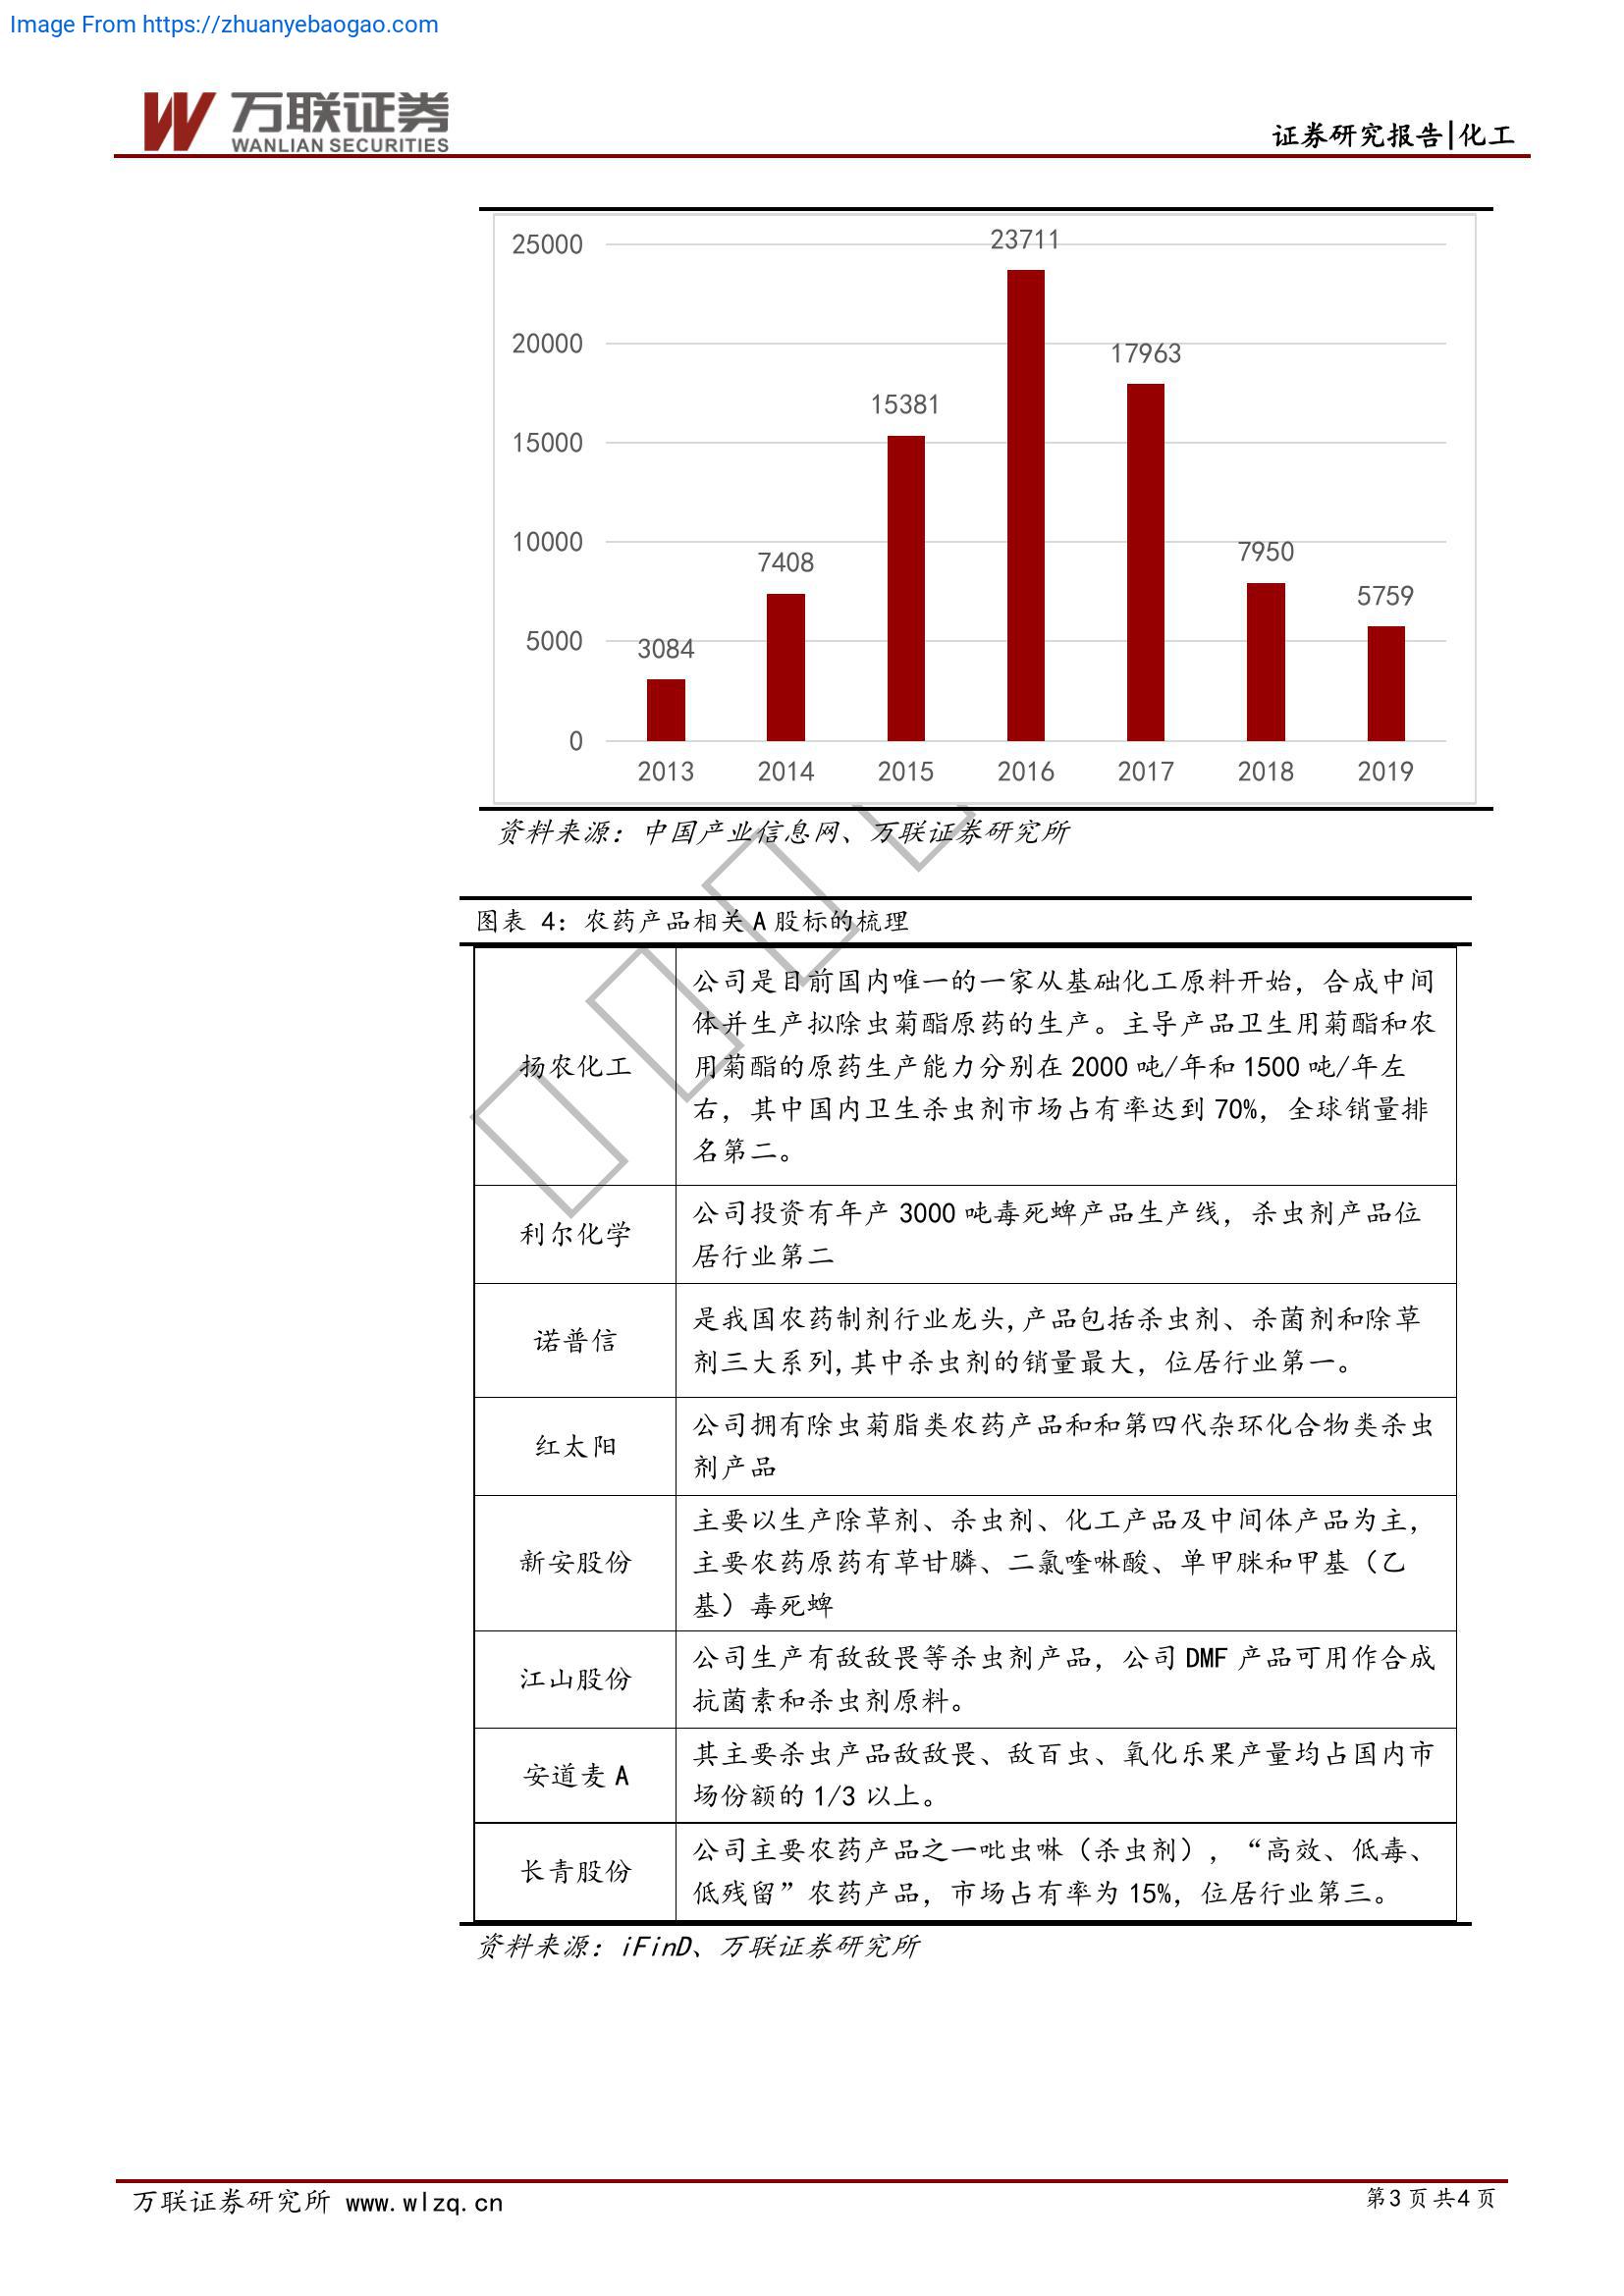 Image From https://zhuanyebaogao.com
万联证券
WANLIAN SECURITIES
证券研究报告|化工
25000
20000
15000
10000
5000
0
3084
7408
15381
23711
17963
7950
5759
2013 2014 2015 2016 2017 2018 2019
资料来源：中国产业信息网、万联证券研究所
图表 4：农药产品相关 A 股标的梳理
扬农化工
公司是目前国内唯一的一家从基础化工原料开始，合成中间
体并生产拟除虫菊酯原药的生产。主导产品卫生用菊酯和农
用菊酯的原药生产能力分别在 2000 吨/年和 1500 吨/年左
右，其中国内卫生杀虫剂市场占有率达到 70%，全球销量排
名第二。
利尔化学
公司投资有年产 3000 吨毒死蜱产品生产线，杀虫剂产品位
居行业第二
诺普信
是我国农药制剂行业龙头,产品包括杀虫剂、杀菌剂和除草
剂三大系列,其中杀虫剂的销量最大，位居行业第一。
红太阳
公司拥有除虫菊脂类农药产品和和第四代杂环化合物类杀虫
剂产品
新安股份
主要以生产除草剂、杀虫剂、化工产品及中间体产品为主，
主要农药原药有草甘膦、二氯喹啉酸、单甲脒和甲基（乙
基）毒死蜱
江山股份
公司生产有敌敌畏等杀虫剂产品，公司 DMF 产品可用作合成
抗菌素和杀虫剂原料。
安道麦 A
其主要杀虫产品敌敌畏、敌百虫、氧化乐果产量均占国内市
场份额的 1/3 以上。
长青股份
公司主要农药产品之一吡虫啉（杀虫剂），“高效、低毒、
低残留”农药产品，市场占有率为 15%，位居行业第三。
资料来源：iFinD、万联证券研究所
万联证券研究所 www.wlzq.cn
第3页共4页